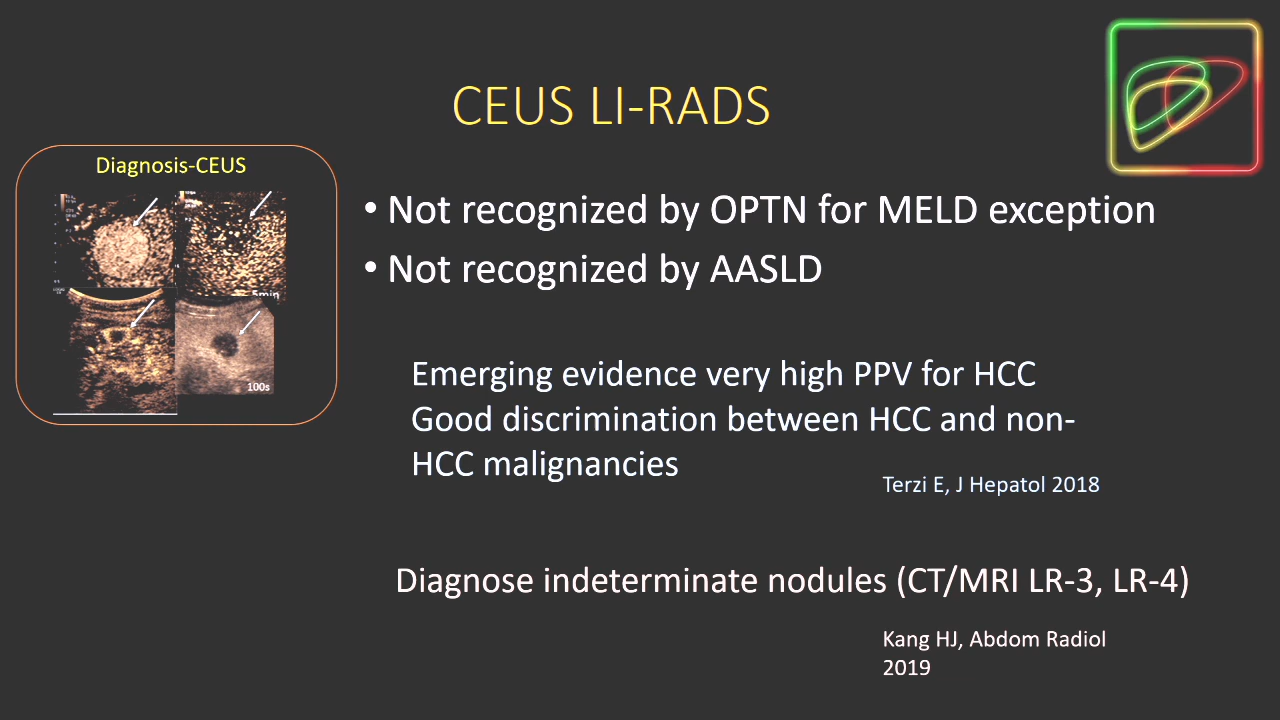 CEUS LI-RADS
Diagnosis-CEUS
5min
100s
• Not recognized by OPTN for MELD exception
• Not recognized by AASLD
Emerging evidence very high PPV for HCC
Good discrimination between HCC and non-
HCC malignancies
Terzi E, J Hepatol 2018
Diagnose indeterminate nodules (CT/MRI LR-3, LR-4)
Kang HJ, Abdom Radiol
2019